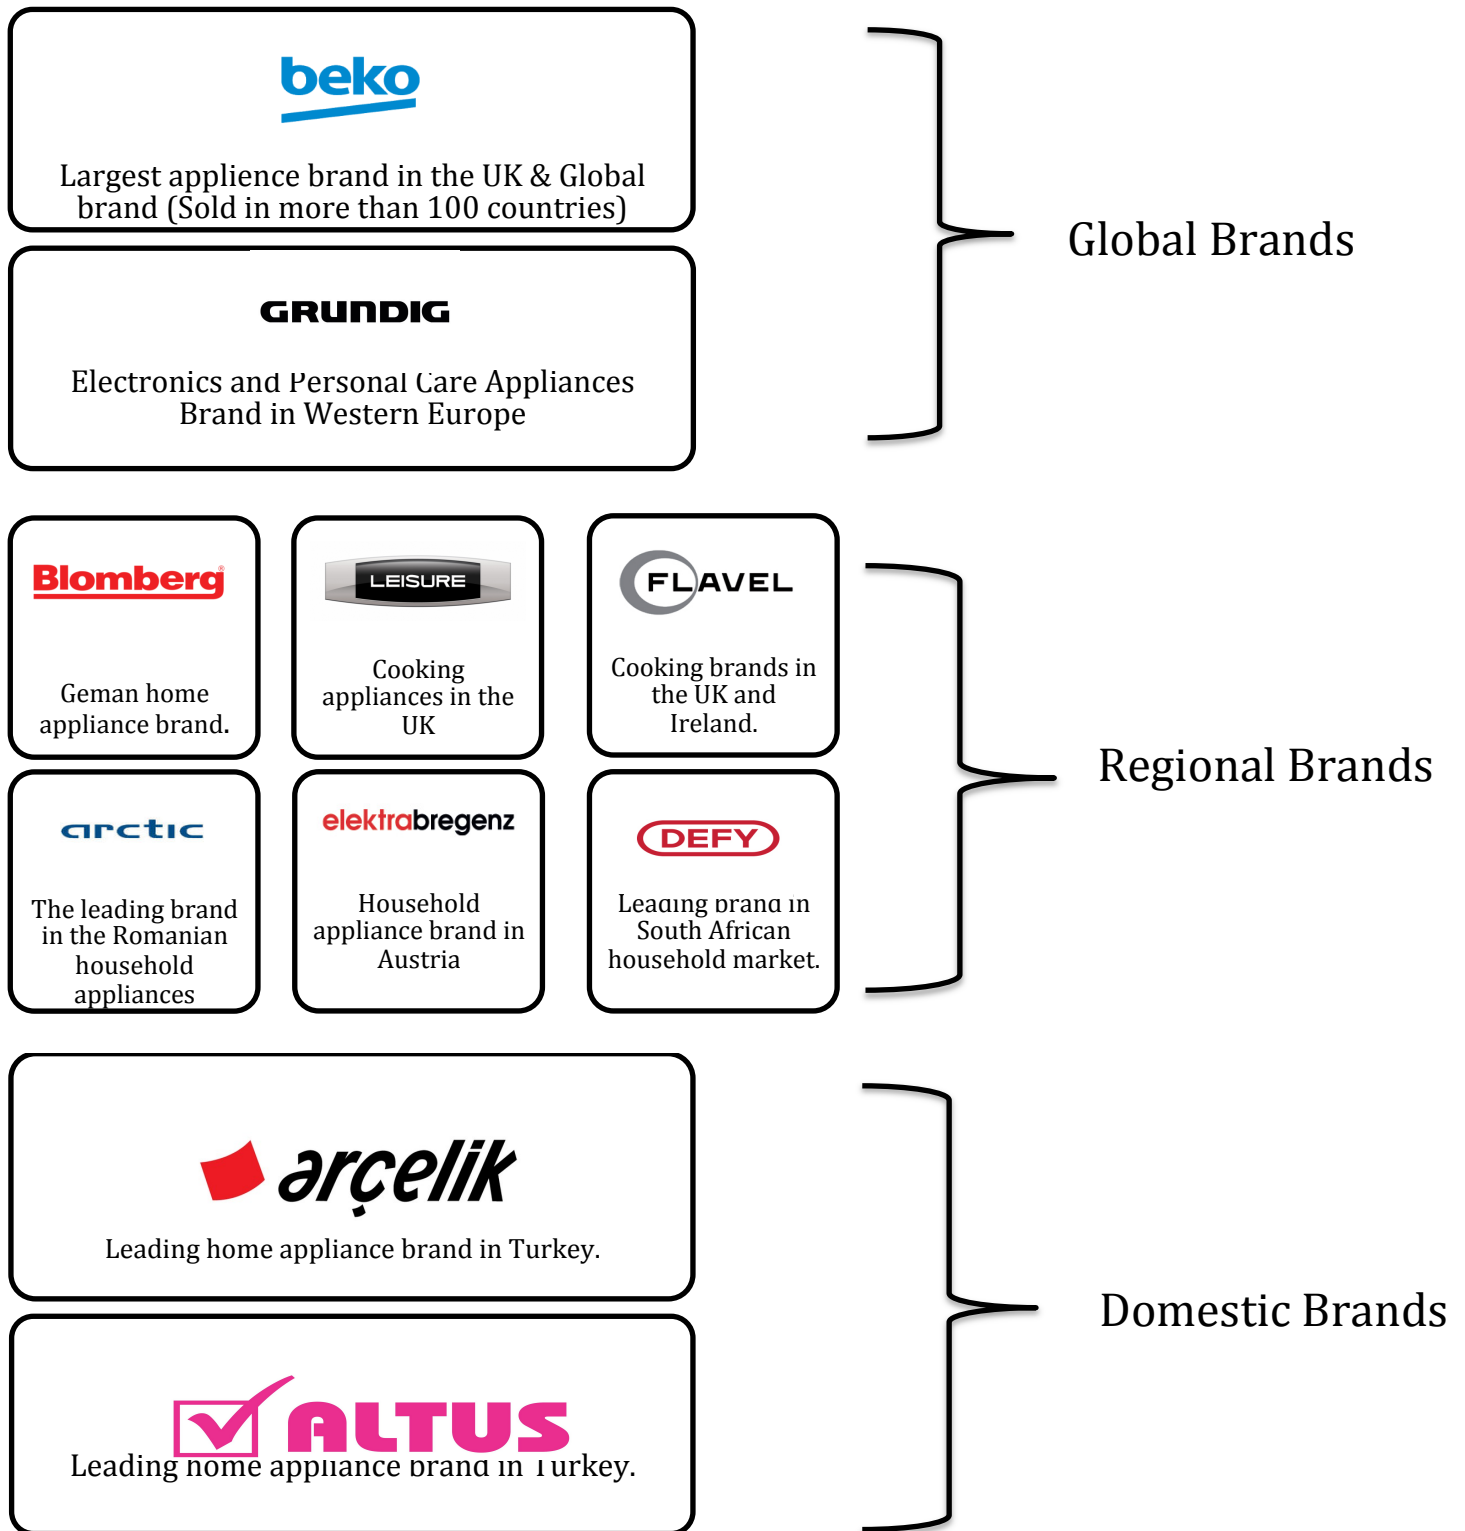 beko
Largest applience brand in the UK & Global
brand (Sold in more than 100 countries)
Global Brands
GRUNDIG
Electronics and Personal Care Appliances
Brand in Western Europe
Blomberg®
Geman home
appliance brand.
LEISURE
Cooking
appliances in the
UK
FLAVEL
Cooking brands in
the UK and
Ireland.
Regional Brands
arctic
The leading brand
in the Romanian
household
appliances
elektrabregenz
Household
appliance brand in
Austria
DEFY
Leading brand in
South African
household market.
arçelik
Leading home appliance brand in Turkey.
Domestic Brands
ALTUS
Leading home appliance brand in Turkey.